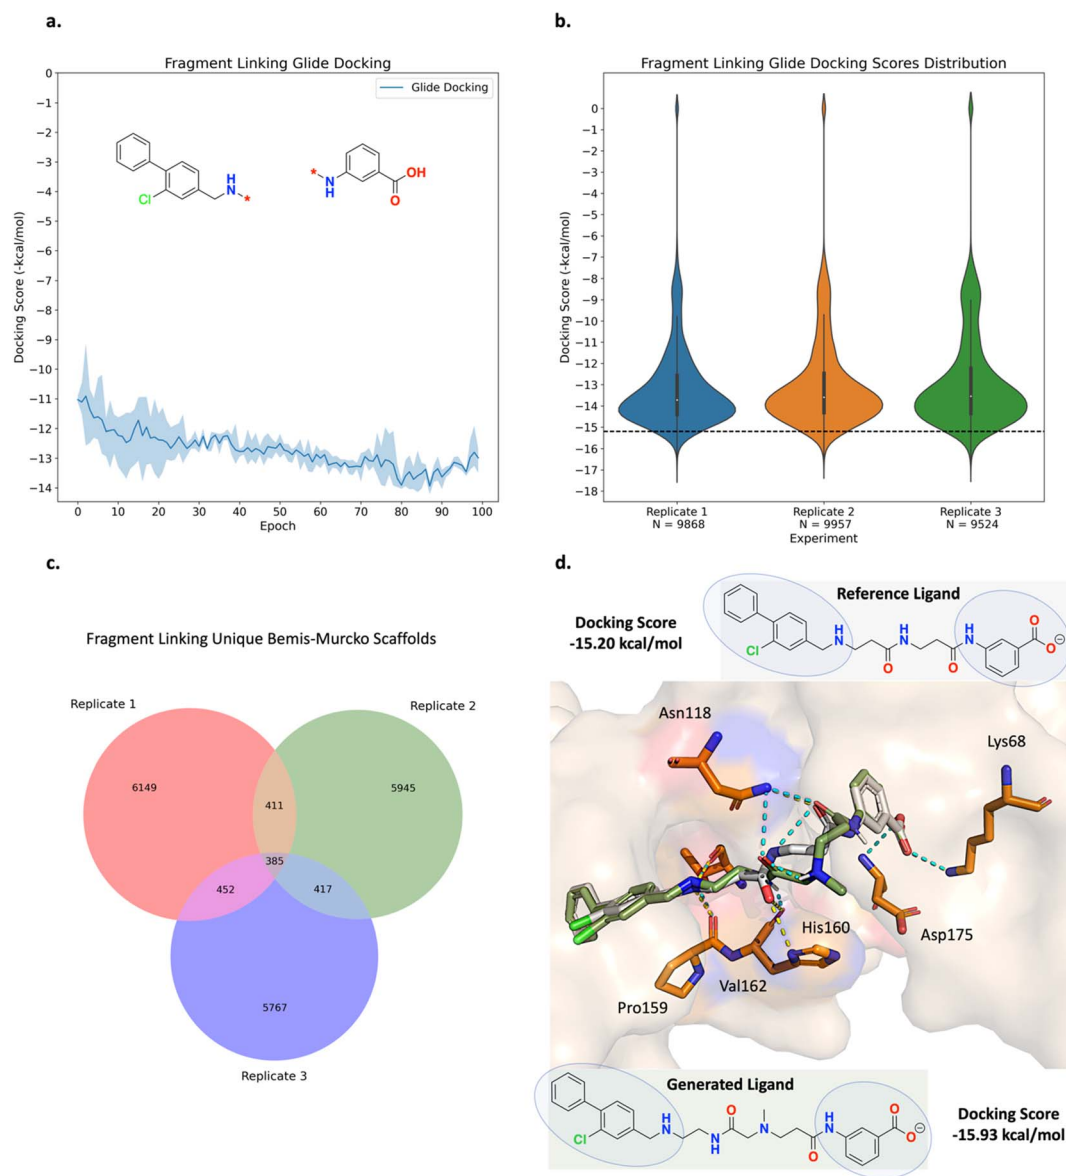 a.
Fragment Linking Glide Docking
Glide Docking
0
−1
−2
−3
−4
−5
−6
−7
−8
−9
−10
−11
−12
−13
−14
Docking Score (-kcal/mol)
Cl
H
N
*
*
N
H
OH
O
0 10 20 30 40 50 60 70 80 90 100
Epoch
b.
Fragment Linking Glide Docking Scores Distribution
0
−1
−2
−3
−4
−5
−6
−7
−8
−9
−10
−11
−12
−13
−14
−15
−16
−17
−18
Docking Score (-kcal/mol)
Replicate 1 Replicate 2 Replicate 3
N = 9868 N = 9957 N = 9524
Experiment
c.
Fragment Linking Unique Bemis-Murcko Scaffolds
Replicate 1
Replicate 2
6149
411
5945
385
452
417
5767
Replicate 3
d.
Reference Ligand
Docking Score
-15.20 kcal/mol
Cl
H
N
O
H
N
O
H
N
O
O⊖
Asn118
Lys68
His160
Asp175
Val162
Pro159
Generated Ligand
Cl
H
N
N
H
O
N
O
H
N
O
O⊖
Docking Score
-15.93 kcal/mol